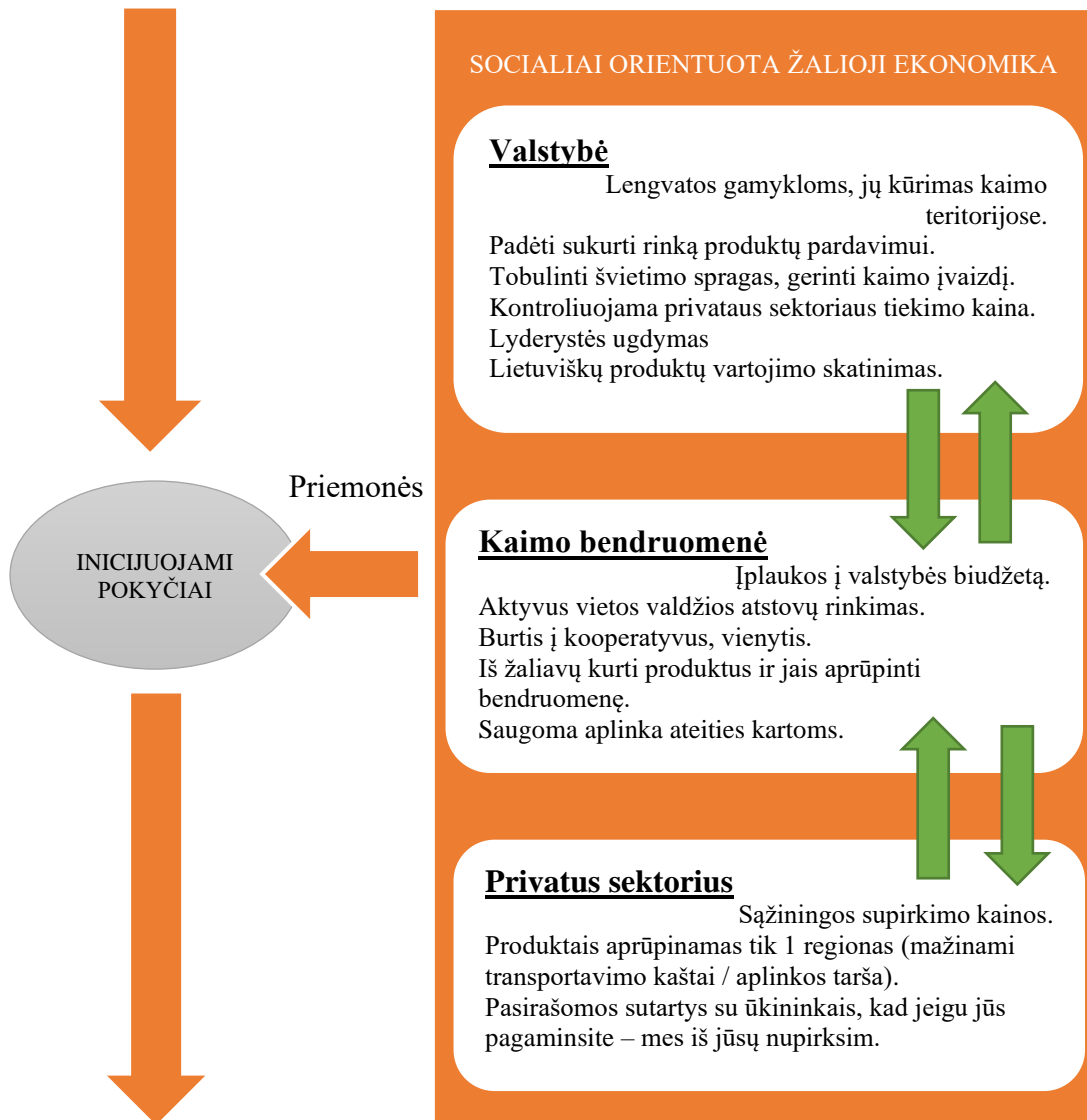 SOCIALIAI ORIENTUOTA ŽALIOJI EKONOMIKA
Valstybė
Lengvatos gamykloms, jų kūrimas kaimo
teritorijose.
Padėti sukurti rinką produktų pardavimui.
Tobulinti švietimo spragas, gerinti kaimo įvaizdį.
Kontroliuojama privataus sektoriaus tiekimo kaina.
Lyderystės ugdymas
Lietuviškų produktų vartojimo skatinimas.
Priemonės
INICIJUOJAMI
POKYČIAI
Kaimo bendruomenė
Įplaukos į valstybės biudžetą.
Aktyvus vietos valdžios atstovų rinkimas.
Burtis į kooperatyvus, vienytis.
Iš žaliavų kurti produktus ir jais aprūpinti
bendruomenę.
Saugoma aplinka ateities kartoms.
Privatus sektorius
Sąžiningos supirkimo kainos.
Produktais aprūpinamas tik 1 regionas (mažinami
transportavimo kaštai / aplinkos tarša).
Pasirašomos sutartys su ūkininkais, kad jeigu jūs
pagaminsite – mes iš jūsų nupirksim.